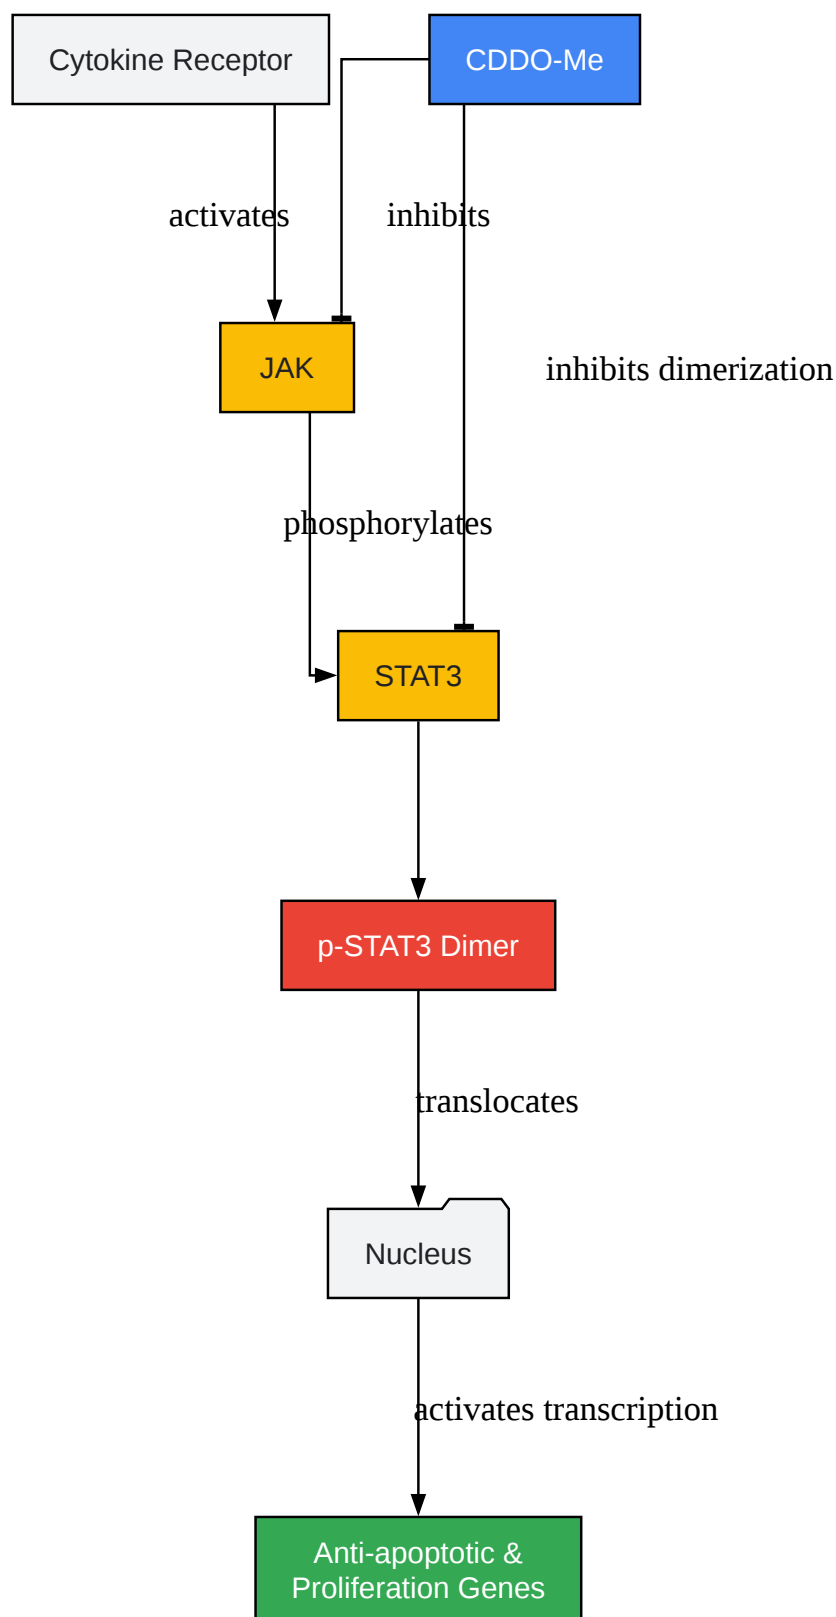 Cytokine Receptor
CDDO-Me
activates
inhibits
JAK
inhibits dimerization
phosphorylates
STAT3
p-STAT3 Dimer
translocates
Nucleus
activates transcription
Anti-apoptotic &
Proliferation Genes